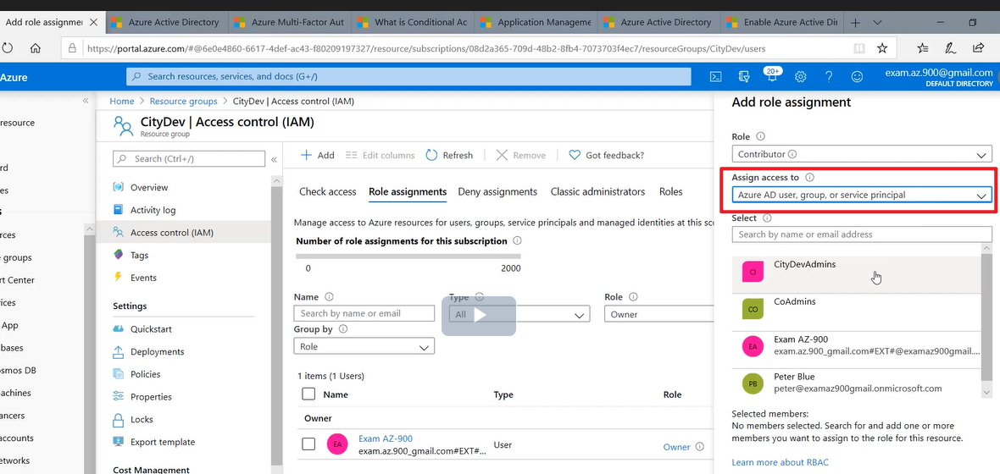 Add role assignmen
Azure Active Directory
Azure Multi-Factor Aut
What is Conditional Ac
Application Manageme
Azure Active Directory
Enable Azure Active Dir
https://portal.azure.com/#@6e0e4860-6617-4def-ac43-f80209197327/resource/subscriptions/08d2a365-709d-48b2-8fb4-7073703f4ec7/resourceGroups/CityDev/users
Azure
Search resources, services, and docs (G+/)
20+
exam.az.900@gmail.com
DEFAULT DIRECTORY
resource
rd
es
s
rces
groups
rt Center
vices
App
bases
osmos DB
achines
ancers
accounts
etworks
Home > Resource groups > CityDev | Access control (IAM)
CityDev | Access control (IAM)
Resource group
Search (Ctrl+/)
Overview
Activity log
Access control (IAM)
Tags
Events
Settings
Quickstart
Deployments
Policies
Properties
Locks
Export template
Cost Management
Add
Edit columns
Refresh
Remove
Got feedback?
Check access
Role assignments
Deny assignments
Classic administrators
Roles
Manage access to Azure resources for users, groups, service principals and managed identities at this sco
Number of role assignments for this subscription
0
2000
Name
Type
Role
Search by name or email
All
Owner
Group by
Role
1 items (1 Users)
Name
Type
Role
Owner
EA
Exam AZ-900
exam.az.900_gmail.com#EXT#...
User
Owner
Add role assignment
Role
Contributor
Assign access to
Azure AD user, group, or service principal
Select
Search by name or email address
CI
CityDevAdmins
CO
CoAdmins
EA
Exam AZ-900
exam.az.900_gmail.com#EXT#@examaz900gmail....
PB
Peter Blue
peter@examaz900gmail.onmicrosoft.com
Selected members:
No members selected. Search for and add one or more
members you want to assign to the role for this resource.
Learn more about RBAC